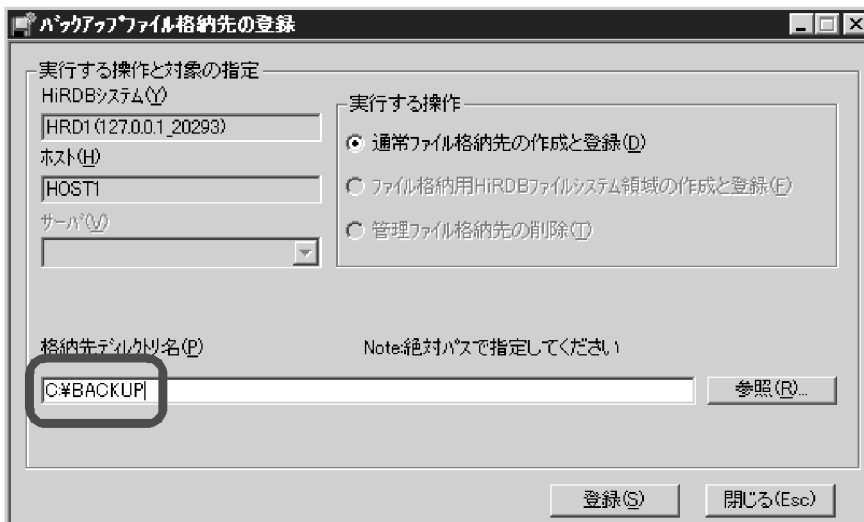 バックアップファイル格納先の登録
実行する操作と対象の指定
HiRDBシステム(Y)
HRD1(127.0.0.1_20293)
ホスト(H)
HOST1
サーバ(V)
実行する操作
通常ファイル格納先の作成と登録(D)
ファイル格納用HiRDBファイルシステム領域の作成と登録(F)
管理ファイル格納先の削除(T)
格納先ディレクトリ名(P)
Note:絶対パスで指定してください
C:¥BACKUP
参照(R)...
登録(S)
閉じる(Esc)